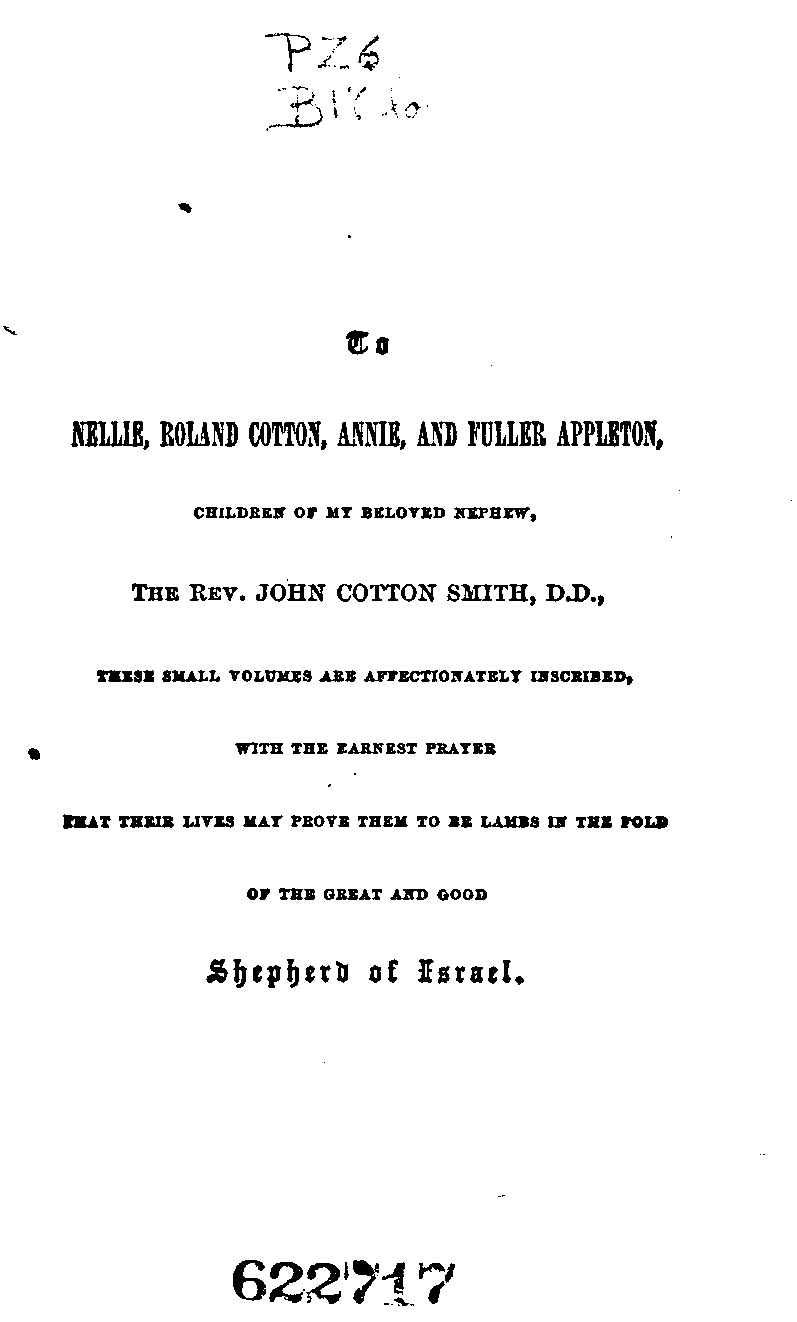 PZ6
To
NELLIE, ROLAND COTTON, ANNIE, AND FULLER APPLETON,
CHILDREN OF MY BELOVED NEPHEW,
THE REV. JOHN COTTON SMITH, D.D.,
THESE SMALL VOLUMES ARE AFFECTIONATELY INSCRIBED,
WITH THE EARNEST PRAYER
THAT THEIR LIVES MAY PROVE THEM TO BE LAMBS IN THE FOLD
OF THE GREAT AND GOOD
Shepherd of Israel.
622717